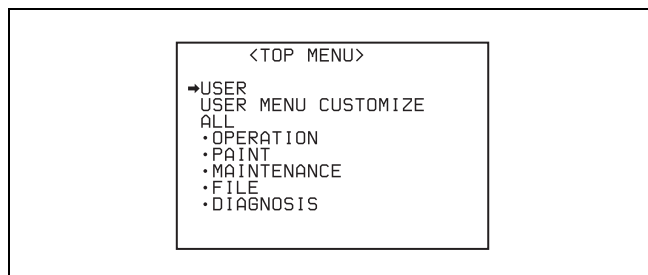 <TOP MENU>
➡USER
USER MENU CUSTOMIZE
ALL
·OPERATION
·PAINT
·MAINTENANCE
·FILE
·DIAGNOSIS